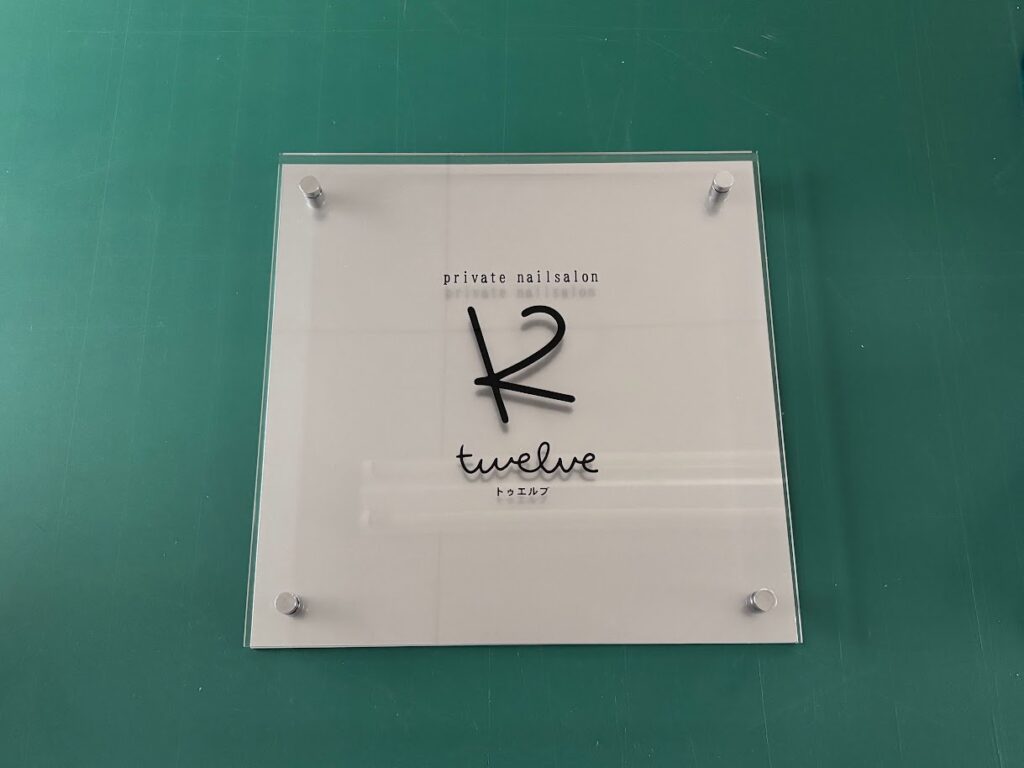 private nailsalon
12
twelve
トゥエルブ